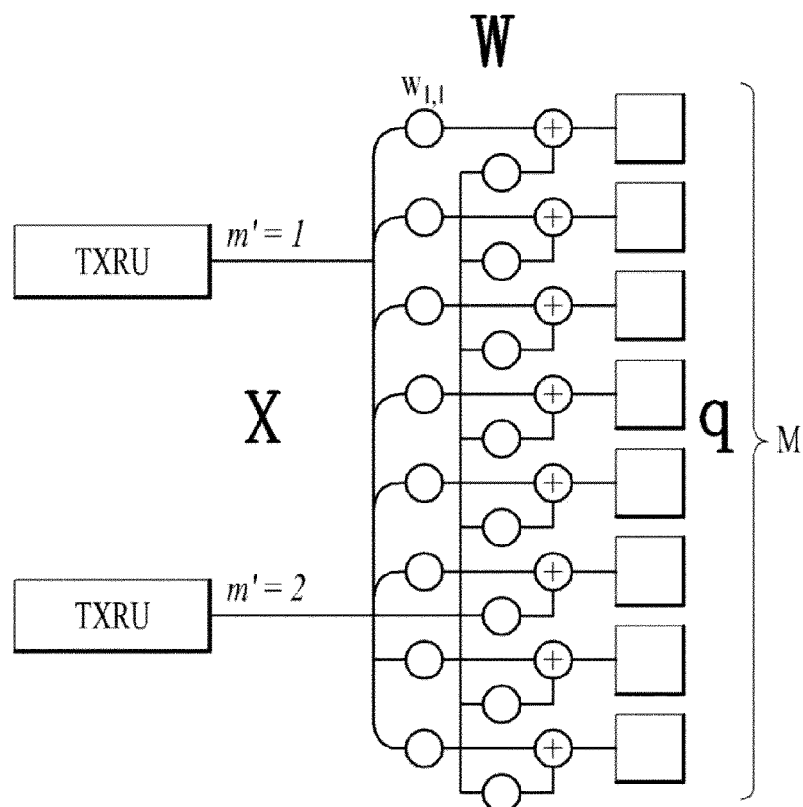 W
w1,1
m' = 1
TXRU
X
q
M
m' = 2
TXRU